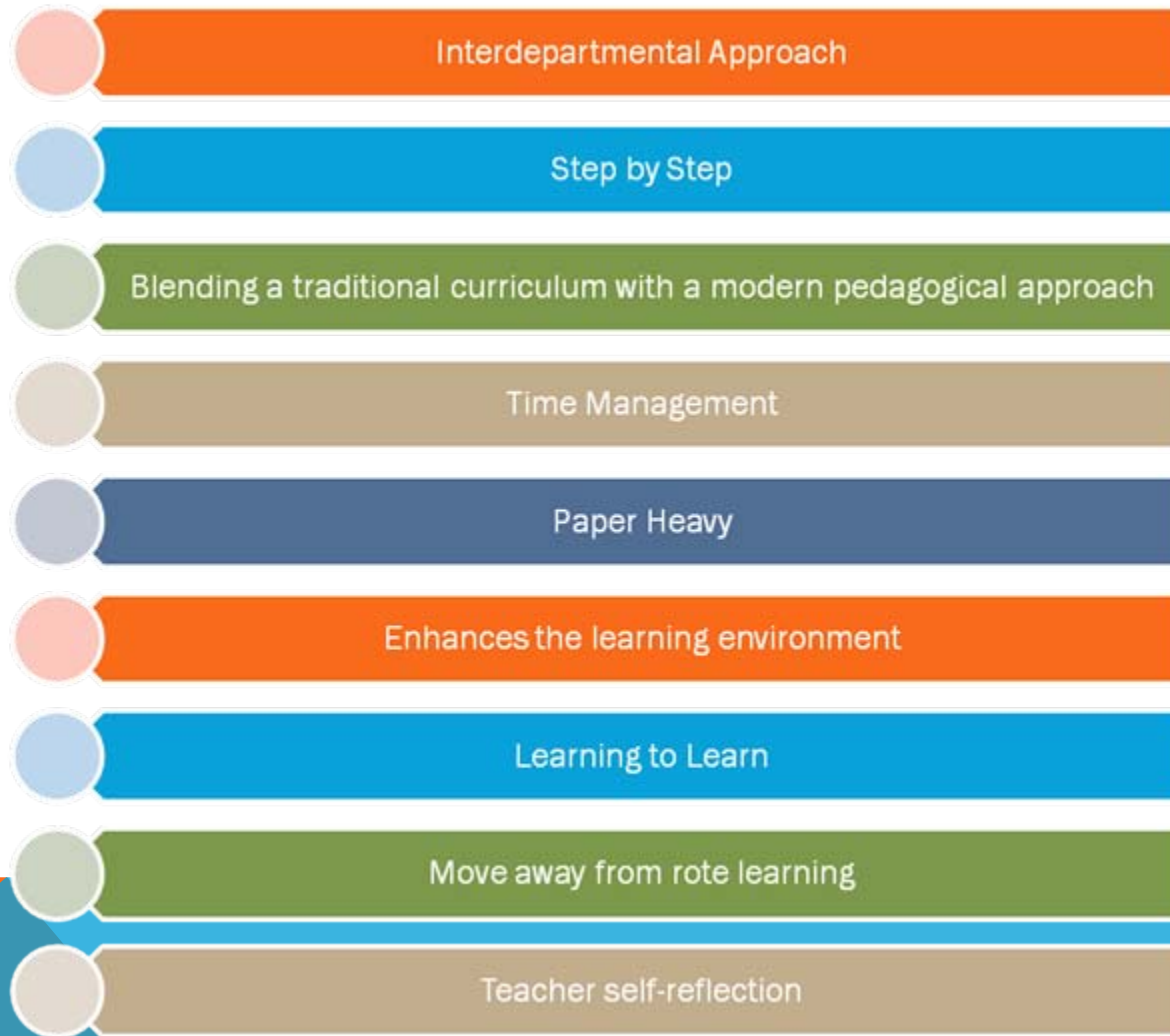 Interdepartmental Approach
Step by Step
Blending a traditional curriculum with a modern pedagogical approach
Time Management
Paper Heavy
Enhances the learning environment
Learning to Learn
Move away from rote learning
Teacher self-reflection